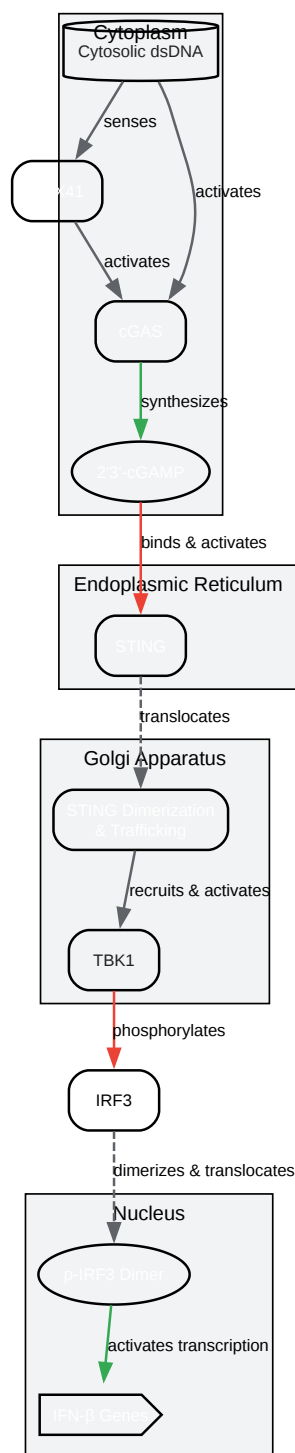 Cytoplasm
Cytosolic dsDNA
senses
activates
activates
cGAS
synthesizes
2'3'-cGAMP
binds & activates
Endoplasmic Reticulum
STING
translocates
Golgi Apparatus
STING Dimerization
& Trafficking
recruits & activates
TBK1
phosphorylates
IRF3
dimerizes & translocates
Nucleus
p-IRF3 Dimer
activates transcription
IFN-β Genes